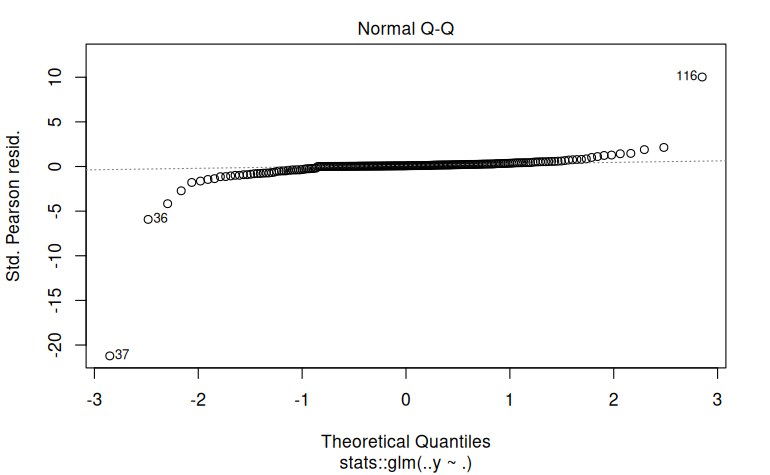 Normal Q-Q
Std. Pearson resid.
10
5
0
-5
-10
-15
-20
116
36
37
-3 -2 -1 0 1 2 3
Theoretical Quantiles
stats::glm(..y ~ .)